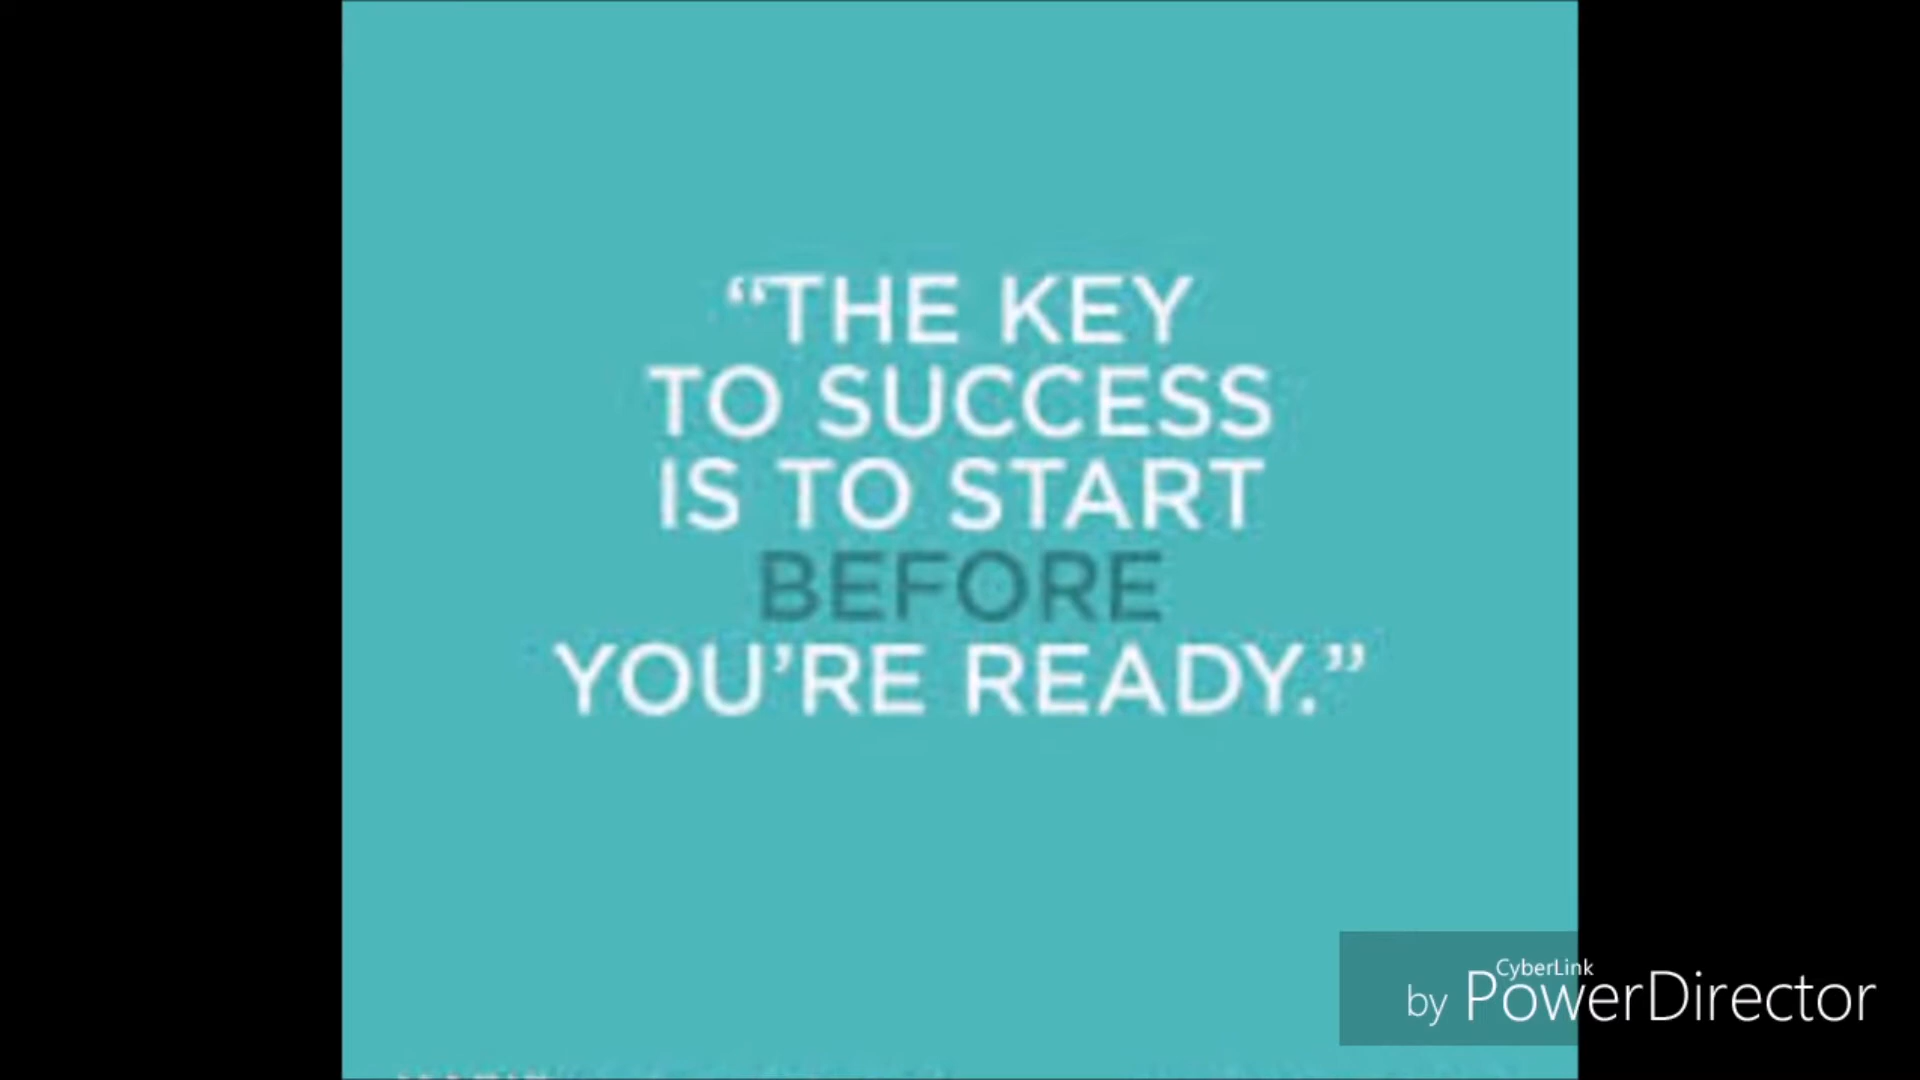 “THE KEY
TO SUCCESS
IS TO START
BEFORE
YOU’RE READY.”
CyberLink
by PowerDirector